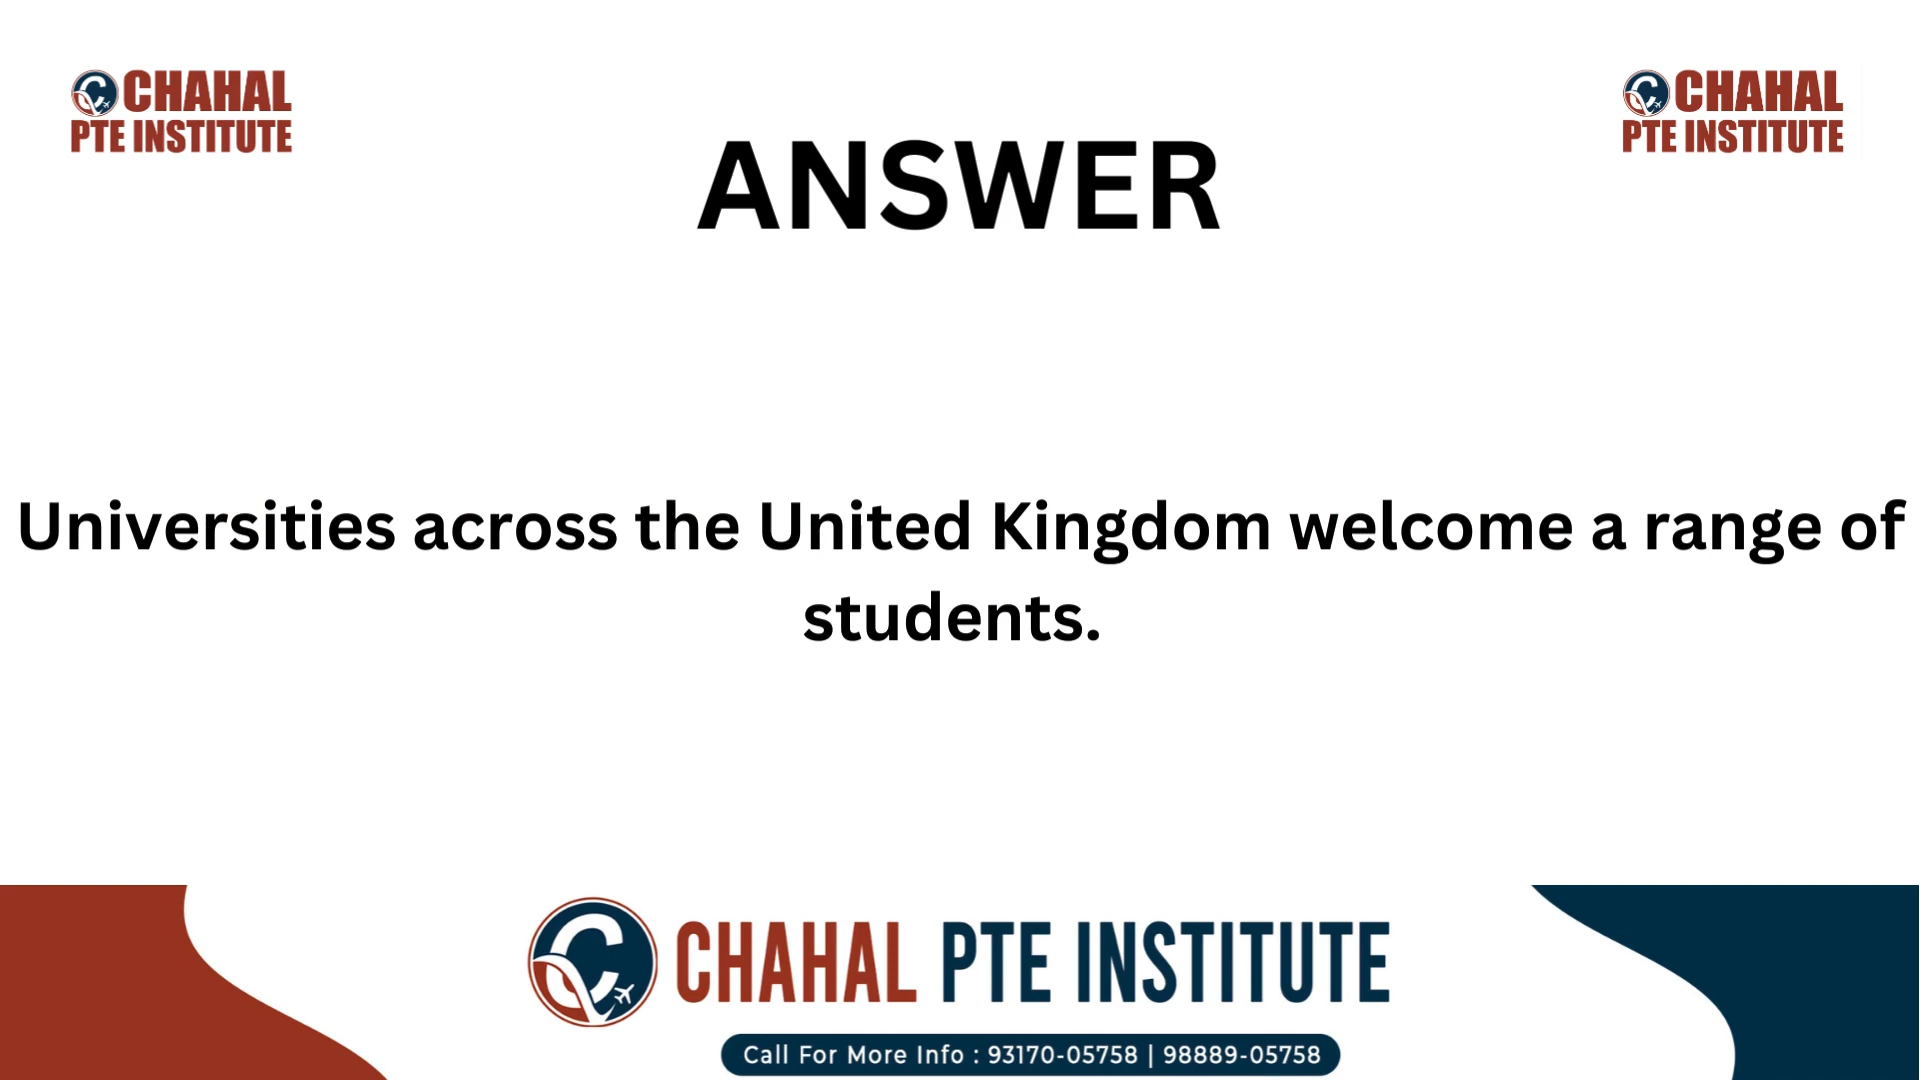 CHAHAL
PTE INSTITUTE
CHAHAL
PTE INSTITUTE
ANSWER
Universities across the United Kingdom welcome a range of
students.
CHAHAL PTE INSTITUTE
Call For More Info : 93170-05758 | 98889-05758